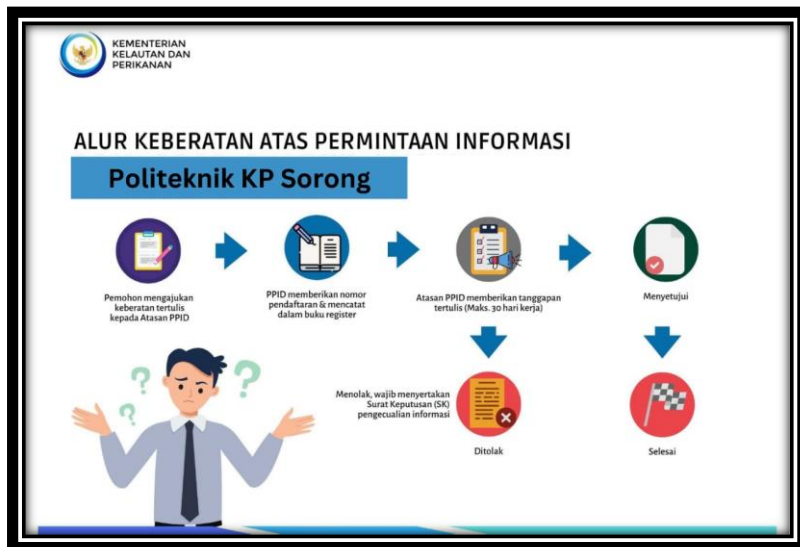 KEMENTERIAN
KELAUTAN DAN
PERIKANAN
ALUR KEBERATAN ATAS PERMINTAAN INFORMASI
Politeknik KP Sorong
Pemohon mengajukan
keberatan tertulis
kepada Atasan PPID
PPID memberikan nomor
pendaftaran & mencatat
dalam buku register
Atasan PPID memberikan tanggapan
tertulis (Maks. 30 hari kerja)
Menyetujui
Menolak, wajib menyertakan
Surat Keputusan (SK)
pengecualian informasi
Ditolak
Selesai